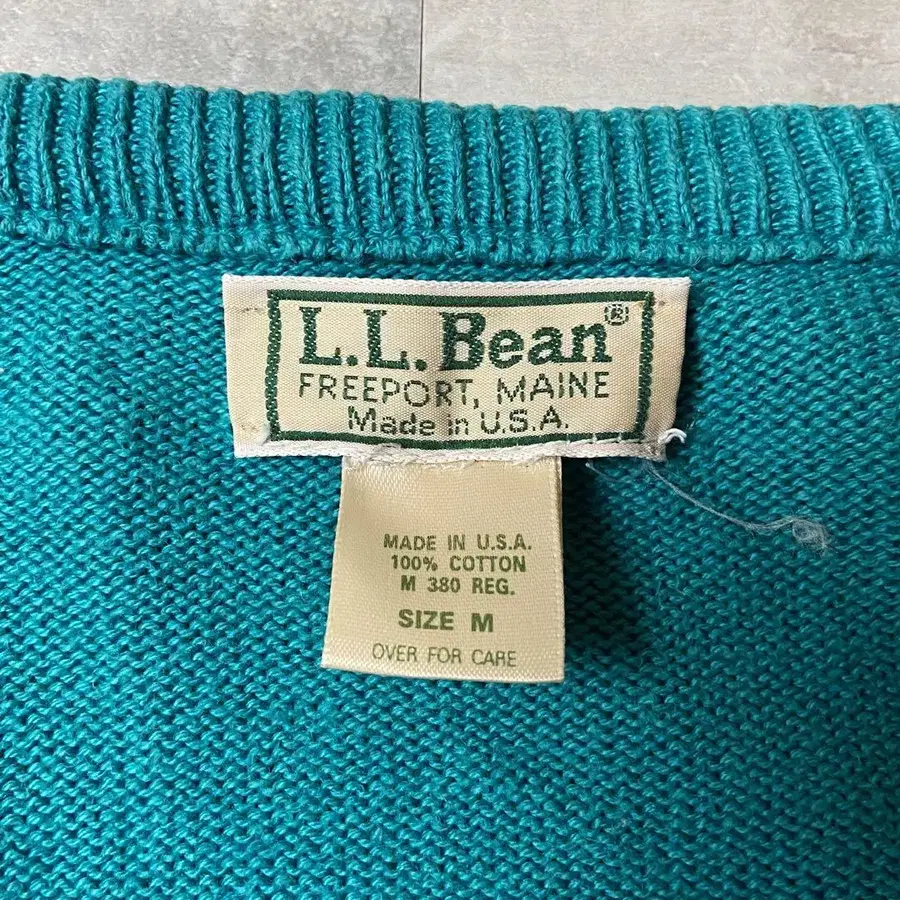 L.L.Bean®
FREEPORT, MAINE
Made in U.S.A.
MADE IN U.S.A.
100% COTTON
M 380 REG.
SIZE M
OVER FOR CARE